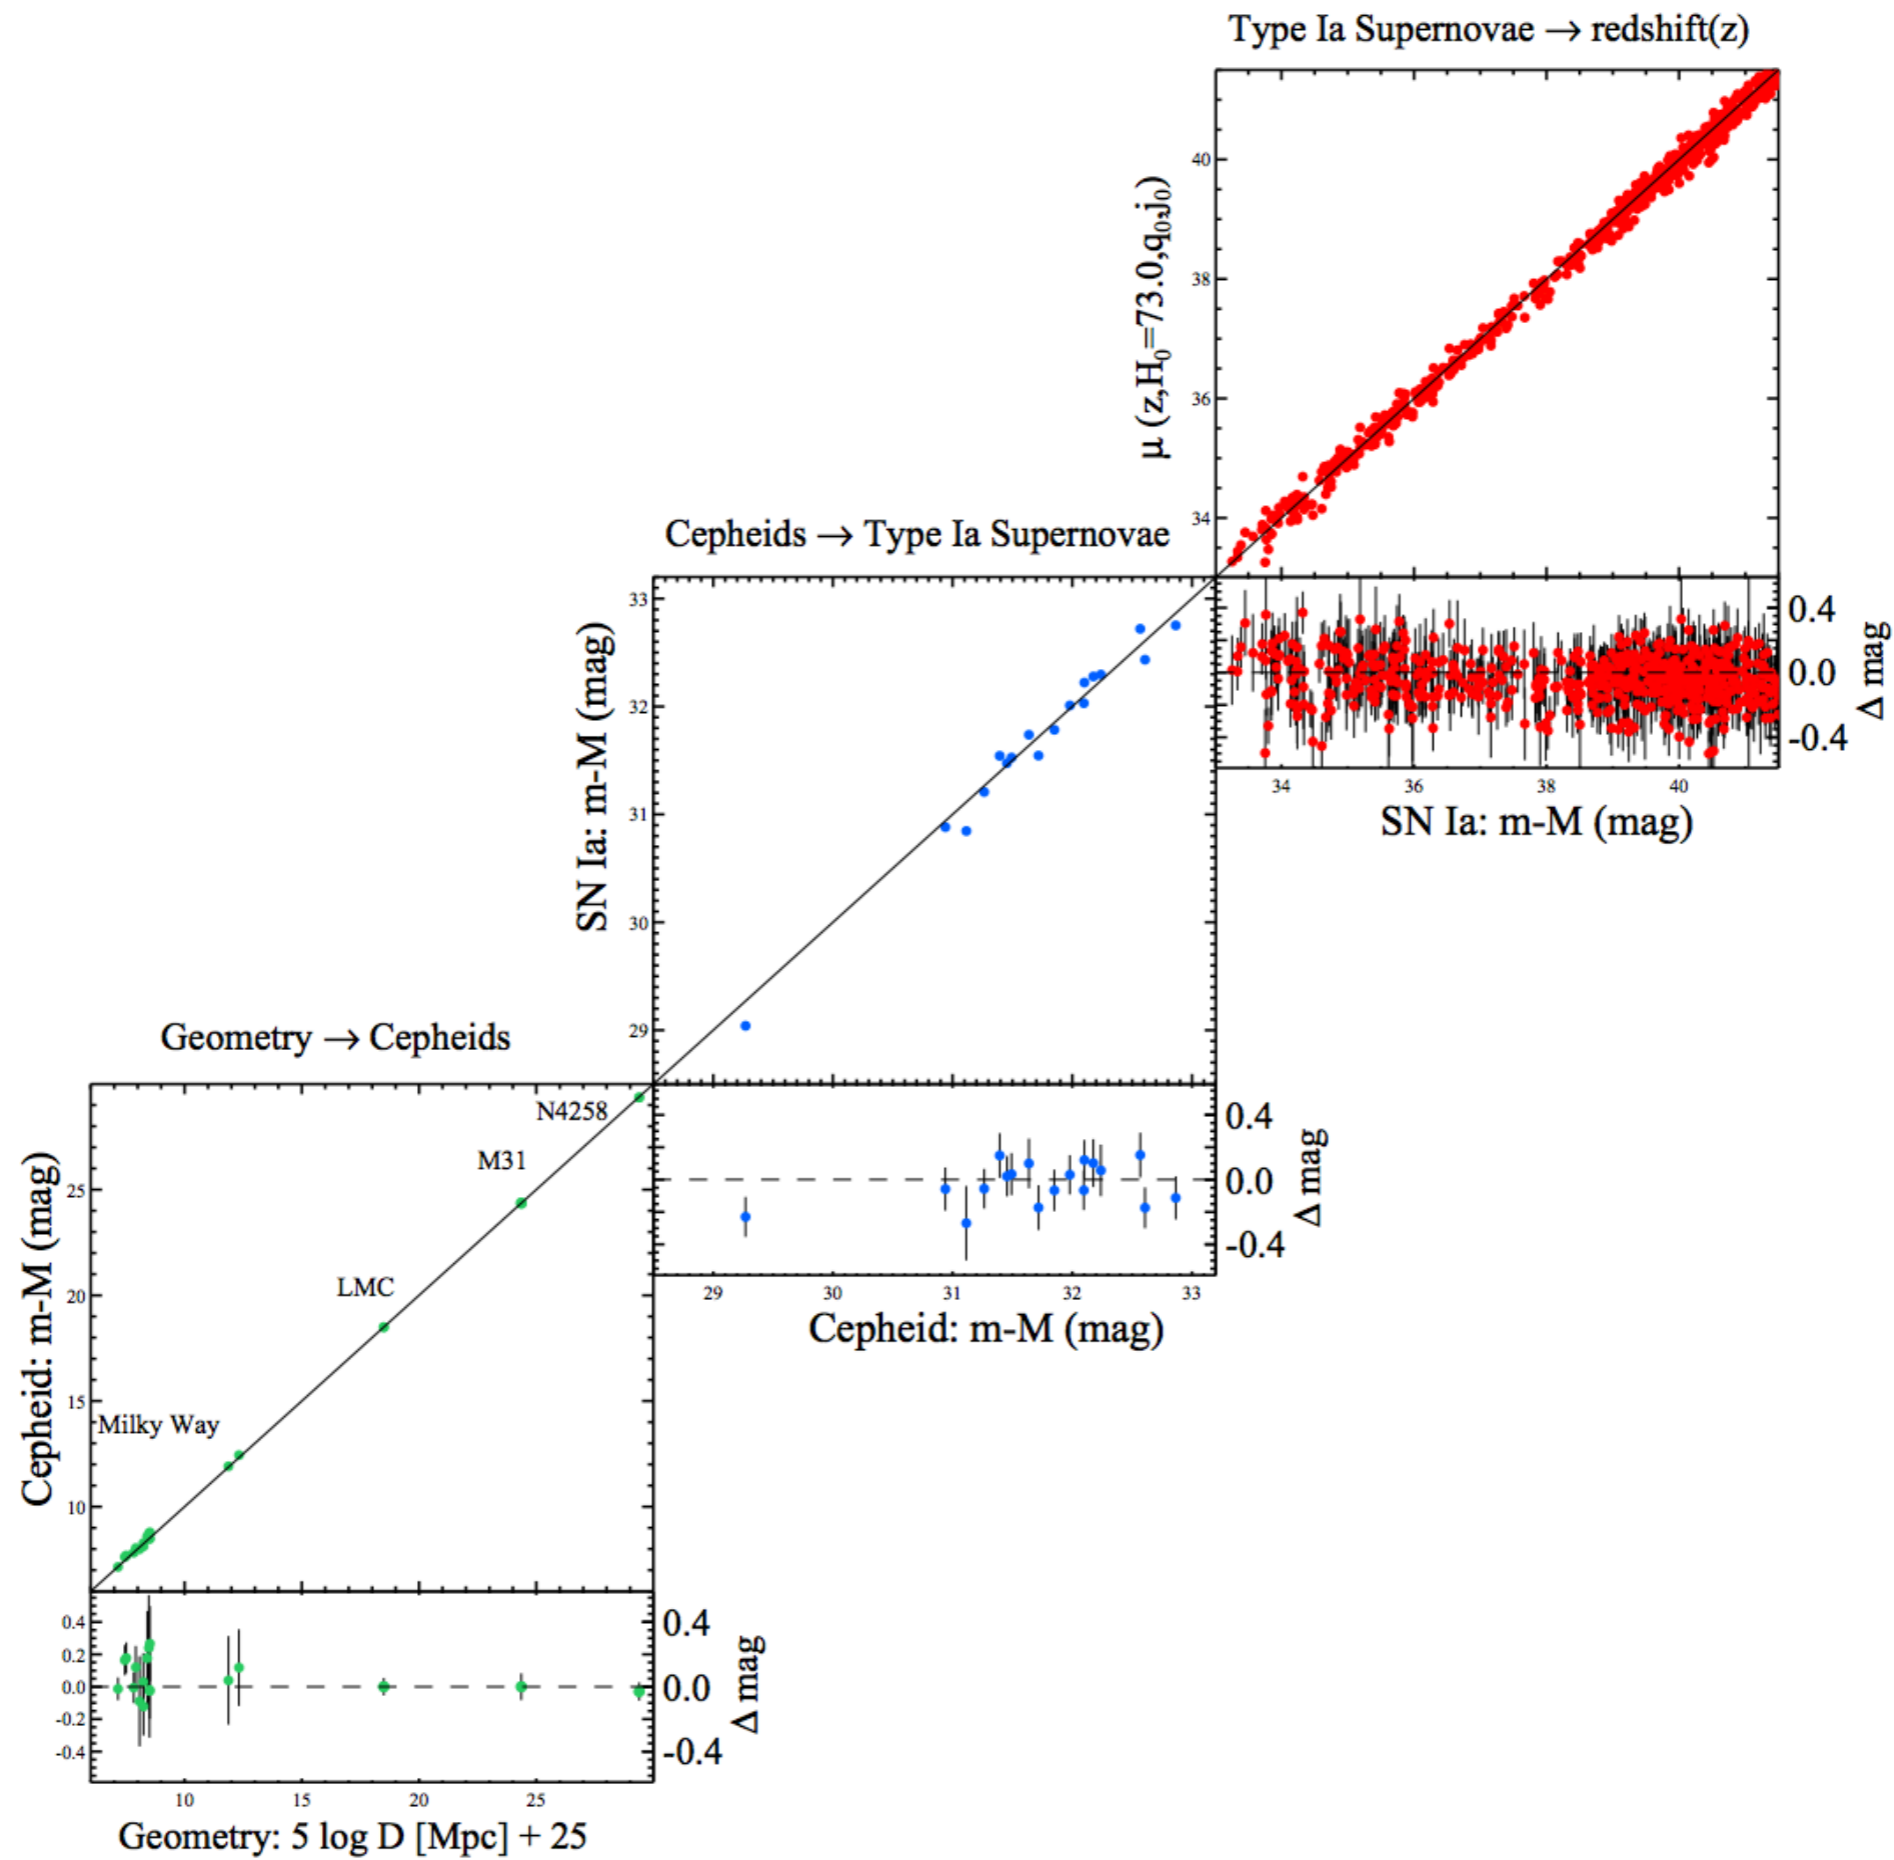 Type Ia Supernovae → redshift(z)
40
38
36
34
μ (z,H₀=73.0,q₀,j₀)
0.4
0.0
-0.4
Δ mag
34 36 38 40
SN Ia: m-M (mag)
Cepheids → Type Ia Supernovae
33
32
31
30
29
SN Ia: m-M (mag)
0.4
0.0
-0.4
Δ mag
29 30 31 32 33
Cepheid: m-M (mag)
Geometry → Cepheids
N4258
M31
LMC
Milky Way
25
20
15
10
Cepheid: m-M (mag)
0.4
0.2
0.0
-0.2
-0.4
0.4
0.0
-0.4
Δ mag
10 15 20 25
Geometry: 5 log D [Mpc] + 25